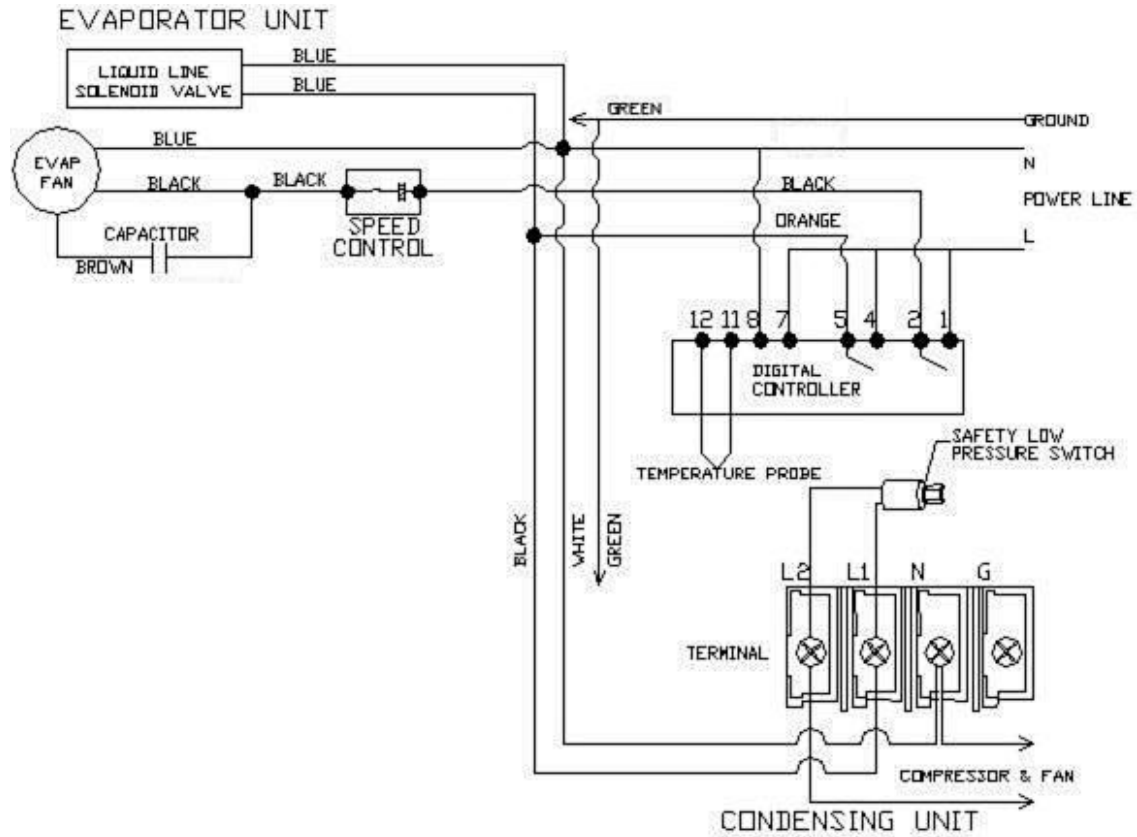 EVAPORATOR UNIT
LIQUID LINE
SOLENOID VALVE
BLUE
BLUE
GREEN
GROUND
BLUE
N
EVAP
FAN
BLACK
BLACK
BLACK
POWER LINE
ORANGE
SPEED
CONTROL
L
CAPACITOR
BROWN
12 11 8 7 5 4 2 1
DIGITAL
CONTROLLER
SAFETY LOW
PRESSURE SWITCH
TEMPERATURE PROBE
BLACK
WHITE
GREEN
L2 L1 N G
TERMINAL
COMPRESSOR & FAN
CONDENSING UNIT